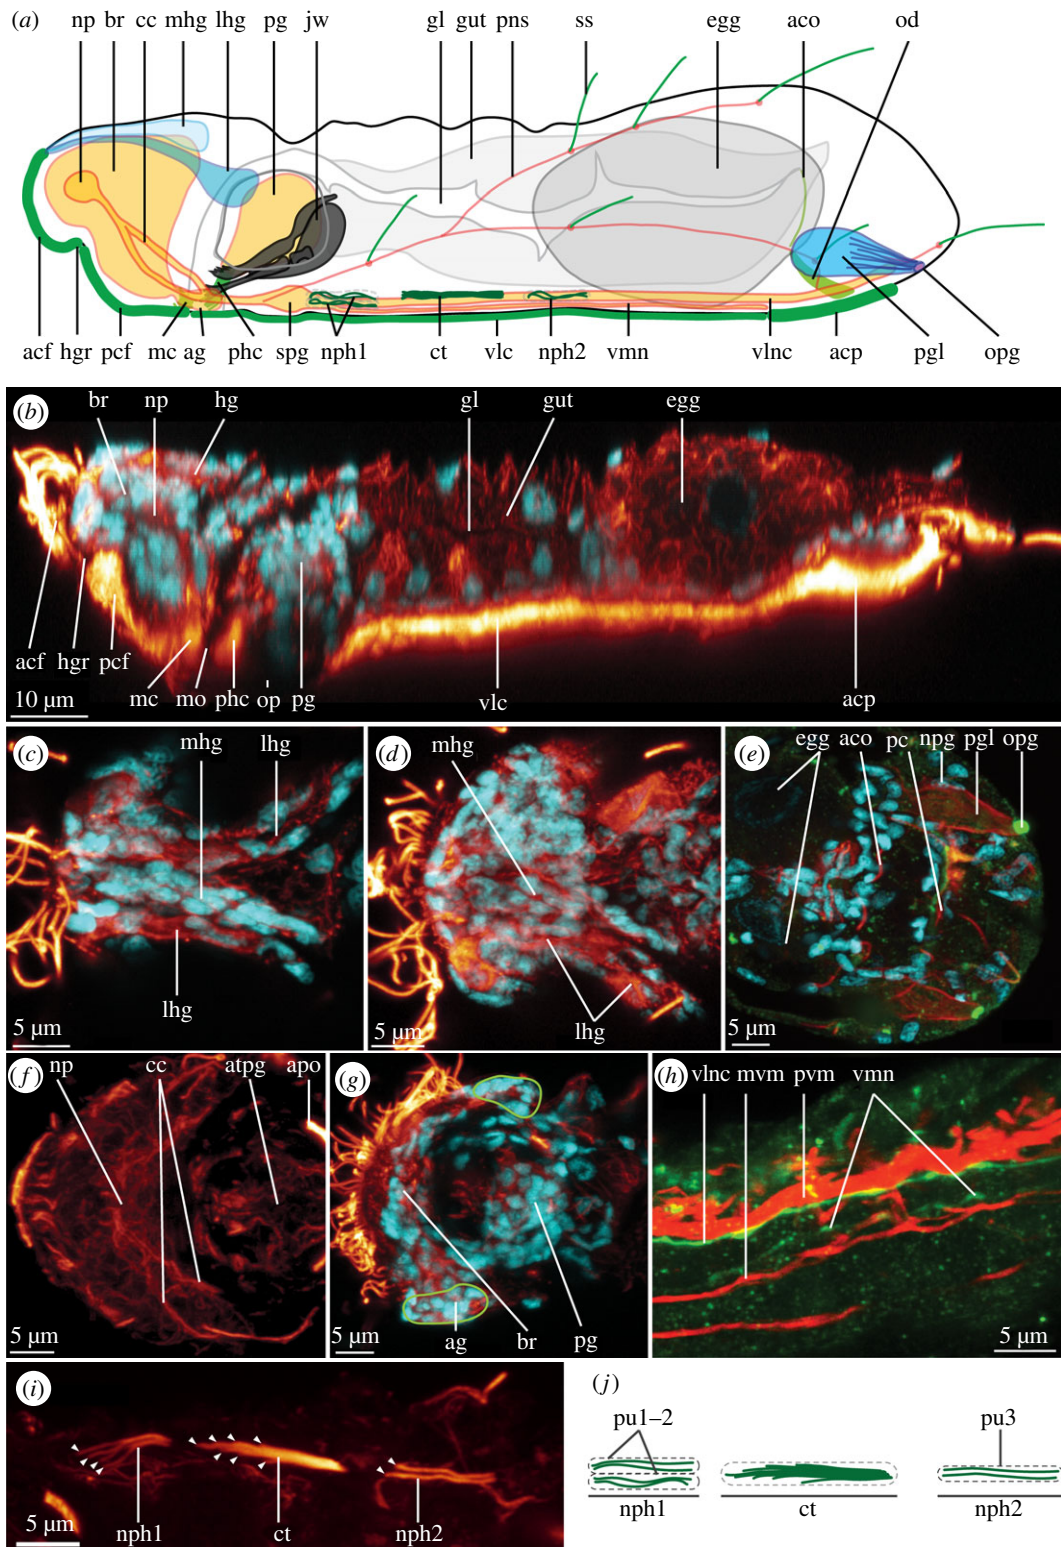 (a) np br cc mhg lhg pg jw gl gut pns ss egg aco od
acf hgr pcf mc ag phc spg nph1 ct vlc nph2 vmn vlnc acp pgl opg
(b) br np hg gl gut egg
acf hgr pcf
mc mo phc op pg vlc acp
10 µm
(c) mhg lhg
lhg
5 µm
(d) mhg
lhg
5 µm
(e) egg aco pc npg pgl opg
5 µm
(f) np cc atpg apo
5 µm
(g)
ag br pg
5 µm
(h) vlnc mvm pvm vmn
5 µm
(i)
nph1 ct nph2
5 µm
(j)
pu1–2 pu3
nph1 ct nph2